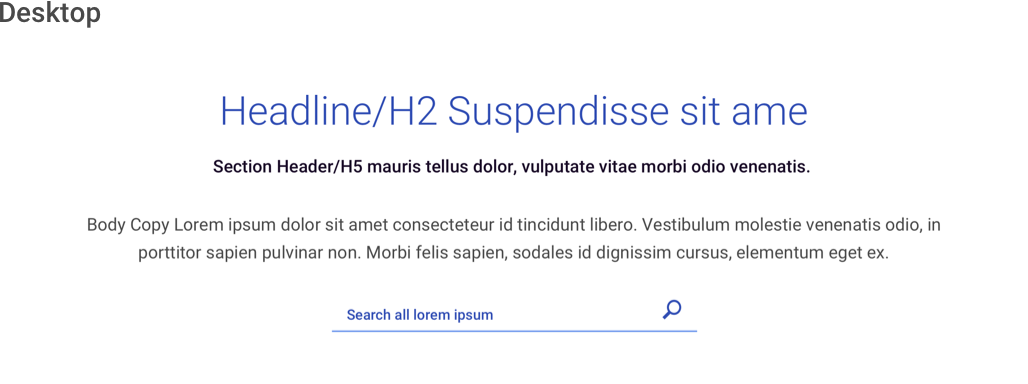 Desktop
Headline/H2 Suspendisse sit ame
Section Header/H5 mauris tellus dolor, vulputate vitae morbi odio venenatis.
Body Copy Lorem ipsum dolor sit amet consecteteur id tincidunt libero. Vestibulum molestie venenatis odio, in
porttitor sapien pulvinar non. Morbi felis sapien, sodales id dignissim cursus, elementum eget ex.
Search all lorem ipsum